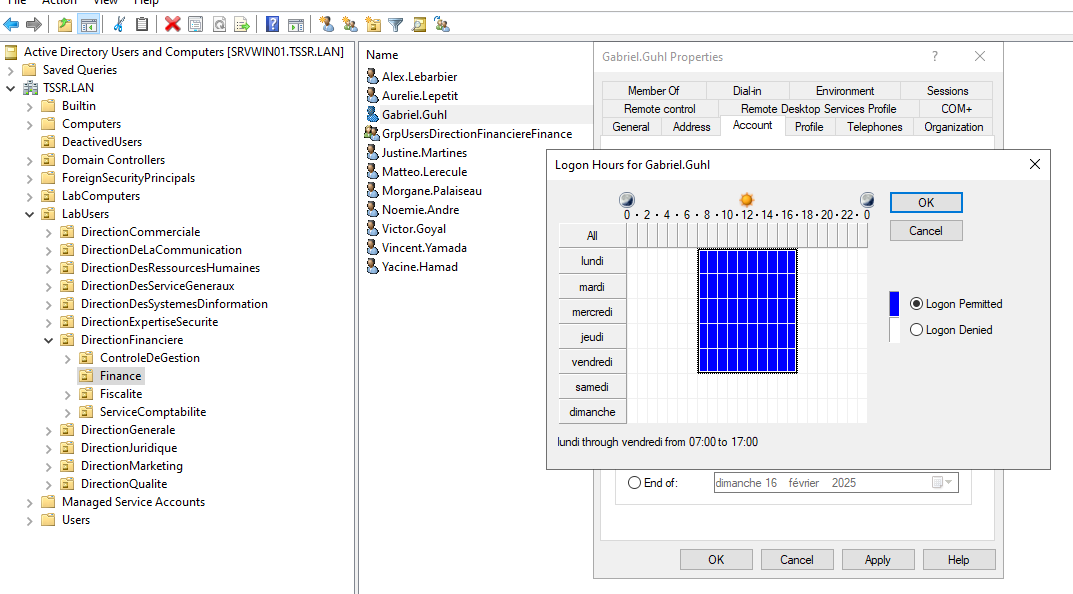 File Action View Help
Active Directory Users and Computers [SRVWIN01.TSSR.LAN]
Saved Queries
TSSR.LAN
Builtin
Computers
DeactivedUsers
Domain Controllers
ForeignSecurityPrincipals
LabComputers
LabUsers
DirectionCommerciale
DirectionDeLaCommunication
DirectionDesRessourcesHumaines
DirectionDesServiceGeneraux
DirectionDesSystemesDinformation
DirectionExpertiseSecurite
DirectionFinanciere
ControleDeGestion
Finance
Fiscalite
ServiceComptabilite
DirectionGenerale
DirectionJuridique
DirectionMarketing
DirectionQualite
Managed Service Accounts
Users
Name
Alex.Lebarbier
Aurelie.Lepetit
Gabriel.Guhl
GrpUsersDirectionFinanciereFinance
Justine.Martines
Matteo.Lerecule
Morgane.Palaiseau
Noemie.Andre
Victor.Goyal
Vincent.Yamada
Yacine.Hamad
Gabriel.Guhl Properties ?
Member Of Dial-in Environment Sessions
Remote control Remote Desktop Services Profile COM+
General Address Account Profile Telephones Organization
Logon Hours for Gabriel.Guhl
0 · 2 · 4 · 6 · 8 · 10 · 12 · 14 · 16 · 18 · 20 · 22 · 0
All
lundi
mardi
mercredi
jeudi
vendredi
samedi
dimanche
lundi through vendredi from 07:00 to 17:00
OK
Cancel
Logon Permitted
Logon Denied
End of: dimanche 16 février 2025
OK Cancel Apply Help